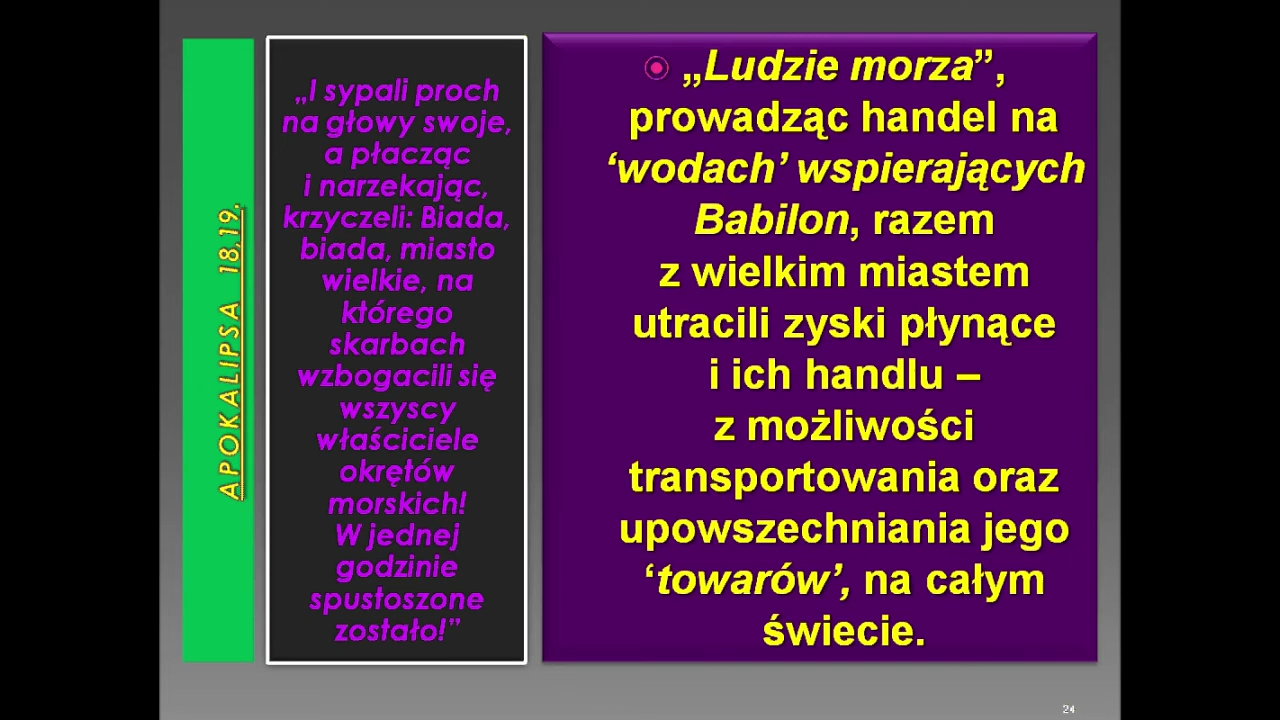 APOKALIPSA 18,19.
„I sypali proch
na głowy swoje,
a płacząc
i narzekając,
krzyczeli: Biada,
biada, miasto
wielkie, na
którego
skarbach
wzbogacili się
wszyscy
właściciele
okrętów
morskich!
W jednej
godzinie
spustoszone
zostało!”
„Ludzie morza”,
prowadząc handel na
‘wodach’ wspierających
Babilon, razem
z wielkim miastem
utracili zyski płynące
i ich handlu –
z możliwości
transportowania oraz
upowszechniania jego
‘towarów’, na całym
świecie.
24